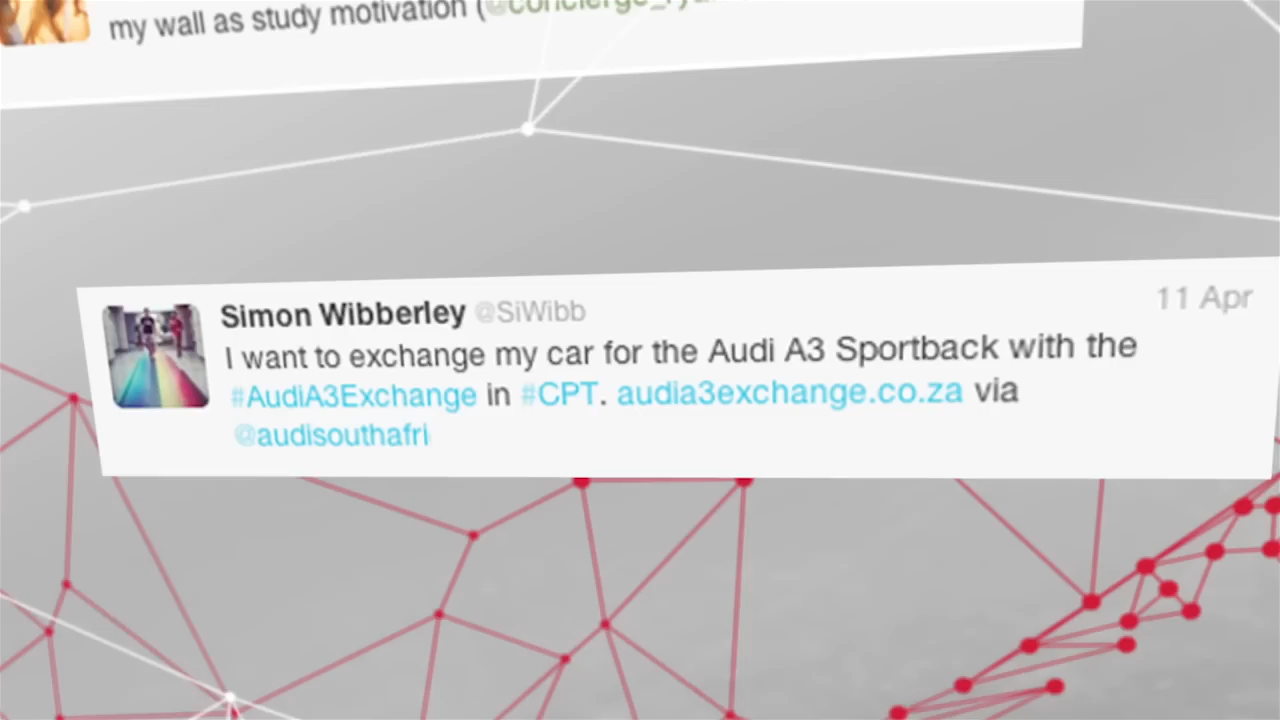 my wall as study motivation (
Simon Wibberley @SiWibb
11 Apr
I want to exchange my car for the Audi A3 Sportback with the
#AudiA3Exchange in #CPT. audia3exchange.co.za via
@audisouthafri